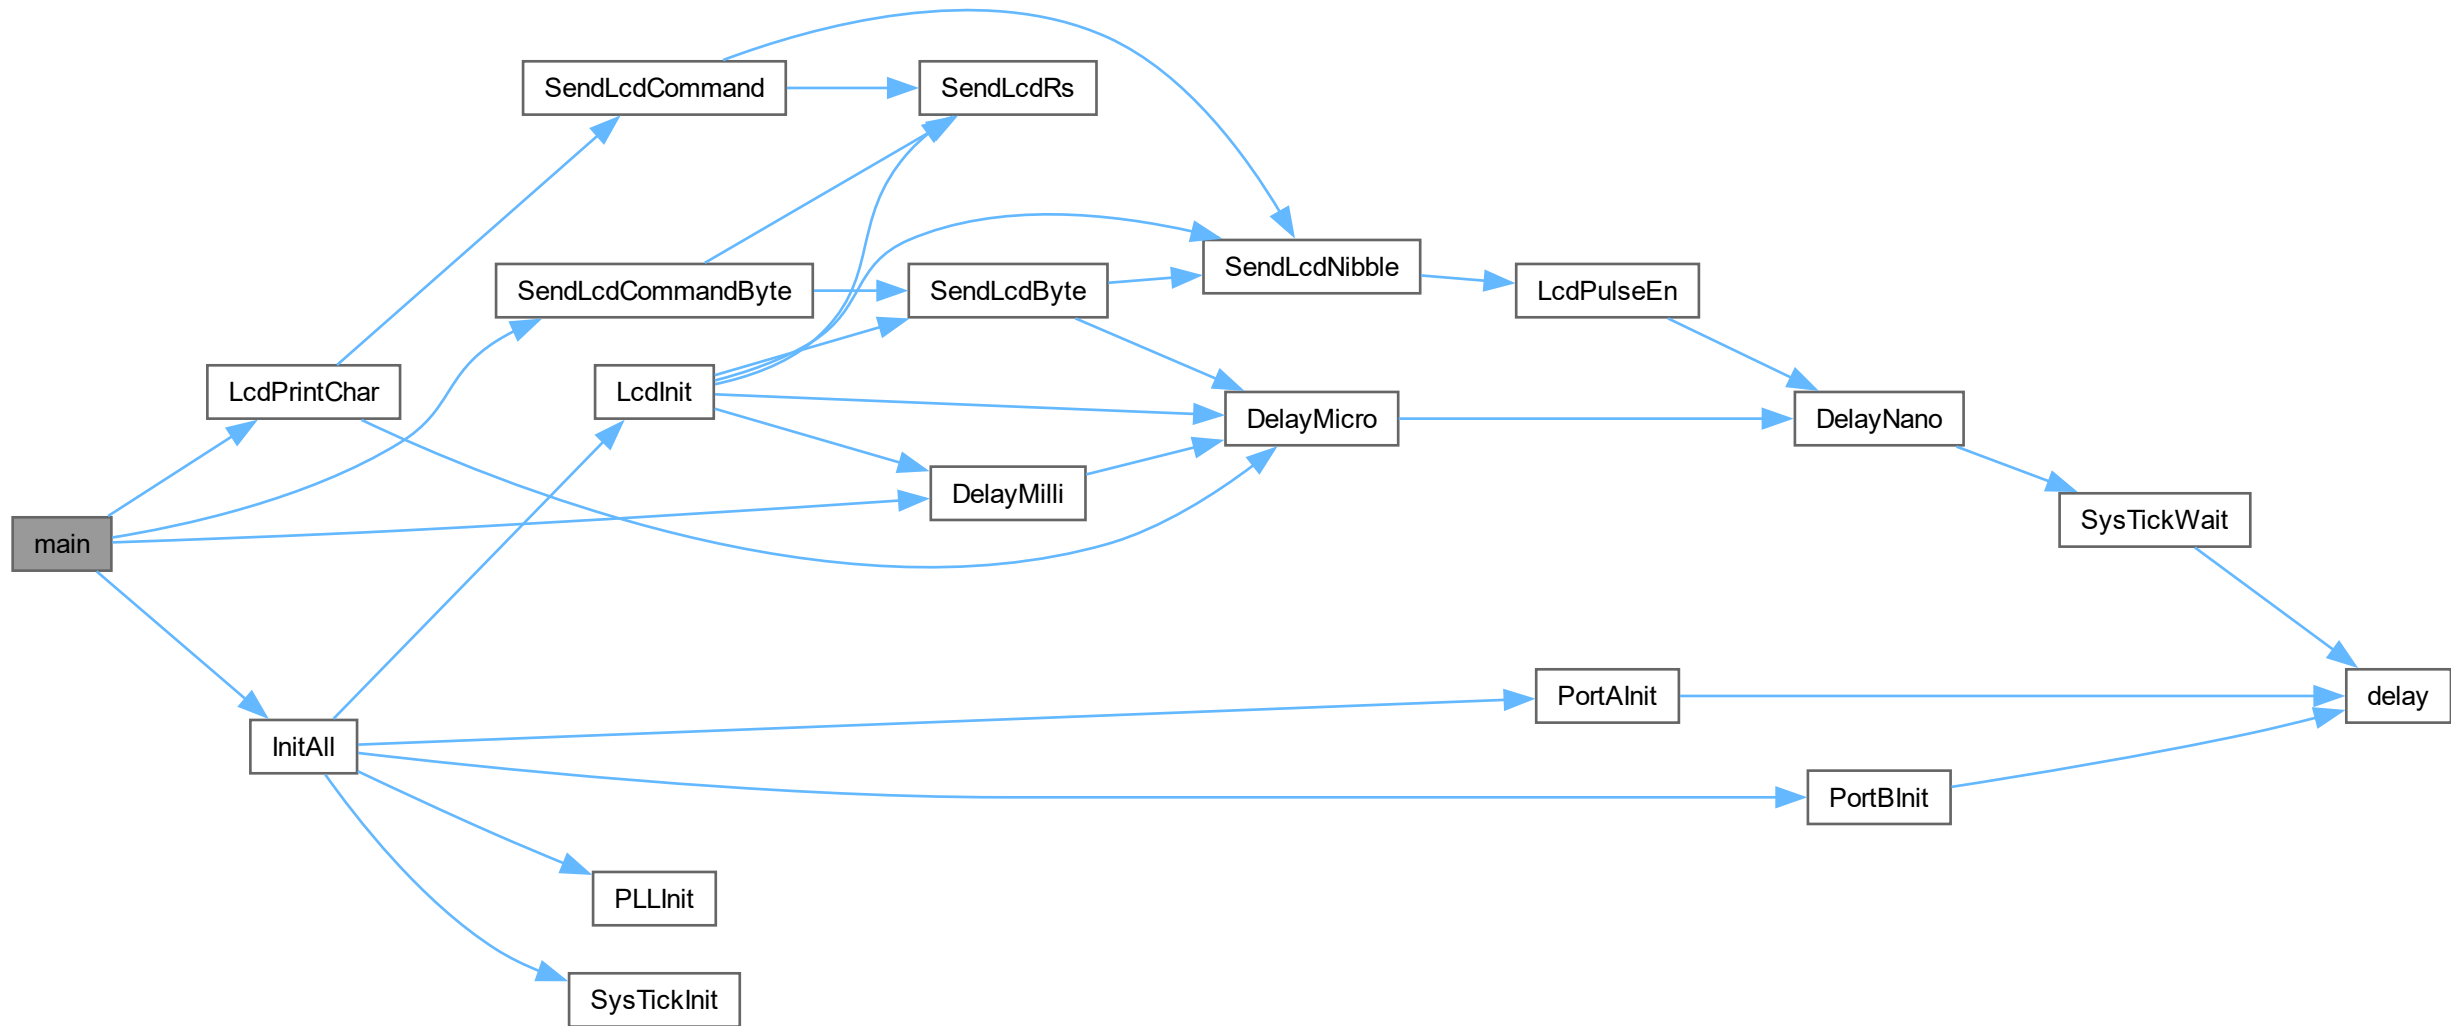 SendLcdCommand
SendLcdRs
SendLcdNibble
SendLcdCommandByte
SendLcdByte
LcdPulseEn
LcdPrintChar
LcdInit
DelayMicro
DelayNano
DelayMilli
SysTickWait
main
PortAInit
delay
InitAll
PortBInit
PLLInit
SysTickInit